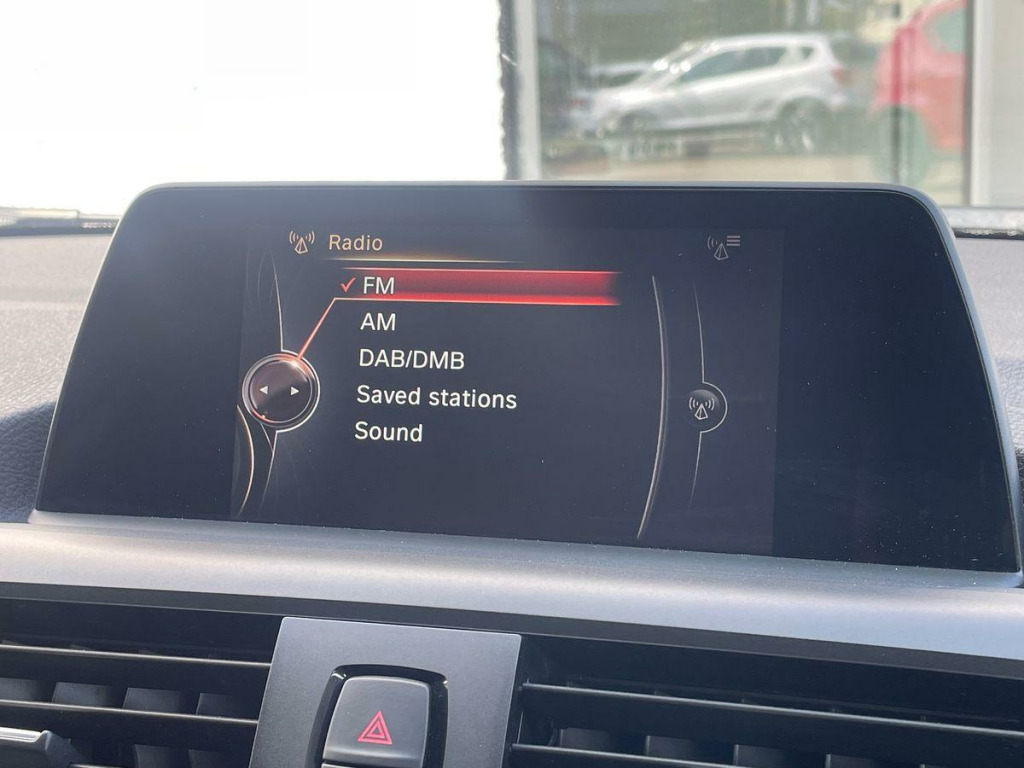 Radio
FM
AM
DAB/DMB
Saved stations
Sound